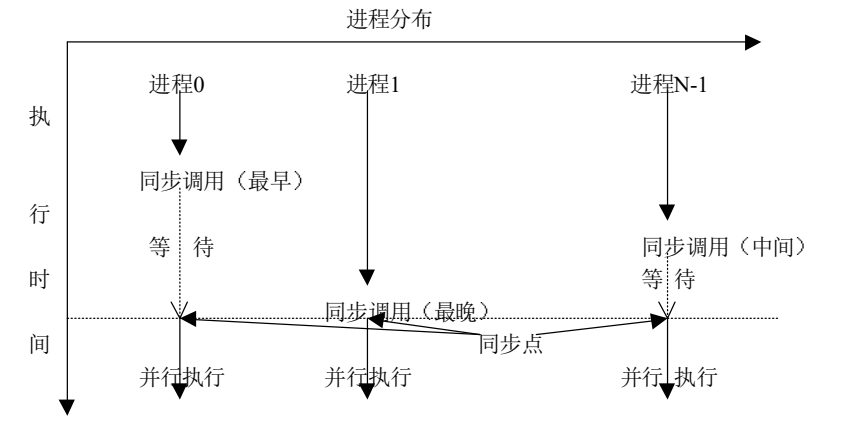 进程分布
进程0 进程1 进程N-1
执行时间
同步调用（最早）
等 待
同步调用（中间）
等 待
同步调用（最晚）
同步点
并行执行 并行执行 并行 执行